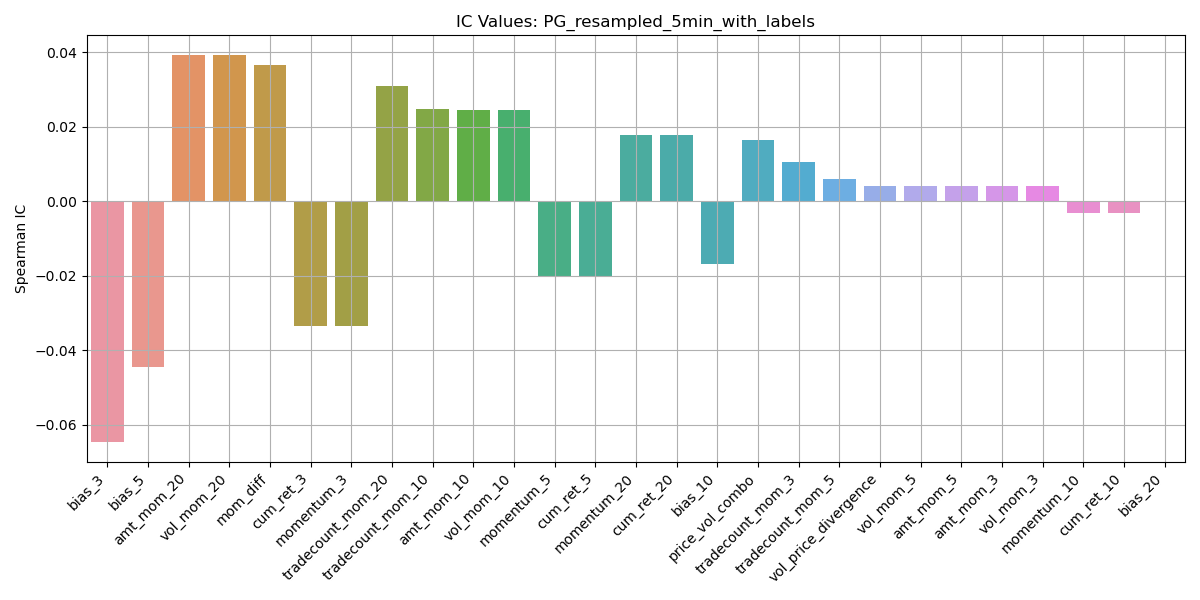 IC Values: PG_resampled_5min_with_labels
0.04
0.02
0.00
−0.02
−0.04
−0.06
Spearman IC
bias_3
bias_5
amt_mom_20
vol_mom_20
mom_diff
cum_ret_3
momentum_3
tradecount_mom_20
tradecount_mom_10
amt_mom_10
vol_mom_10
momentum_5
cum_ret_5
momentum_20
cum_ret_20
bias_10
price_vol_combo
tradecount_mom_3
tradecount_mom_5
vol_price_divergence
vol_mom_5
amt_mom_5
amt_mom_3
vol_mom_3
momentum_10
cum_ret_10
bias_20